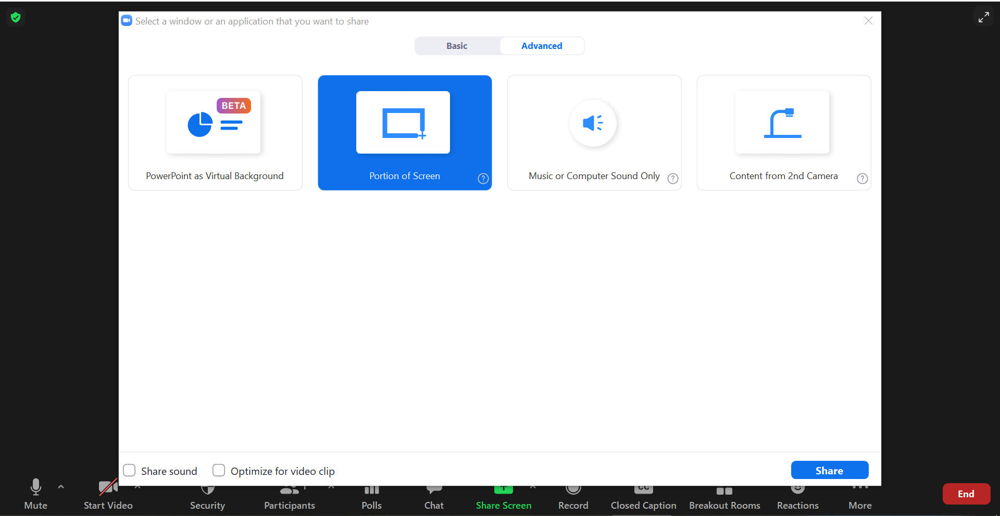 Select a window or an application that you want to share
Basic
Advanced
BETA
PowerPoint as Virtual Background
Portion of Screen
?
Music or Computer Sound Only
?
Content from 2nd Camera
?
Share sound
Optimize for video clip
Share
Mute
Start Video
Security
Participants
Polls
Chat
Share Screen
Record
CC
Closed Caption
Breakout Rooms
Reactions
More
End